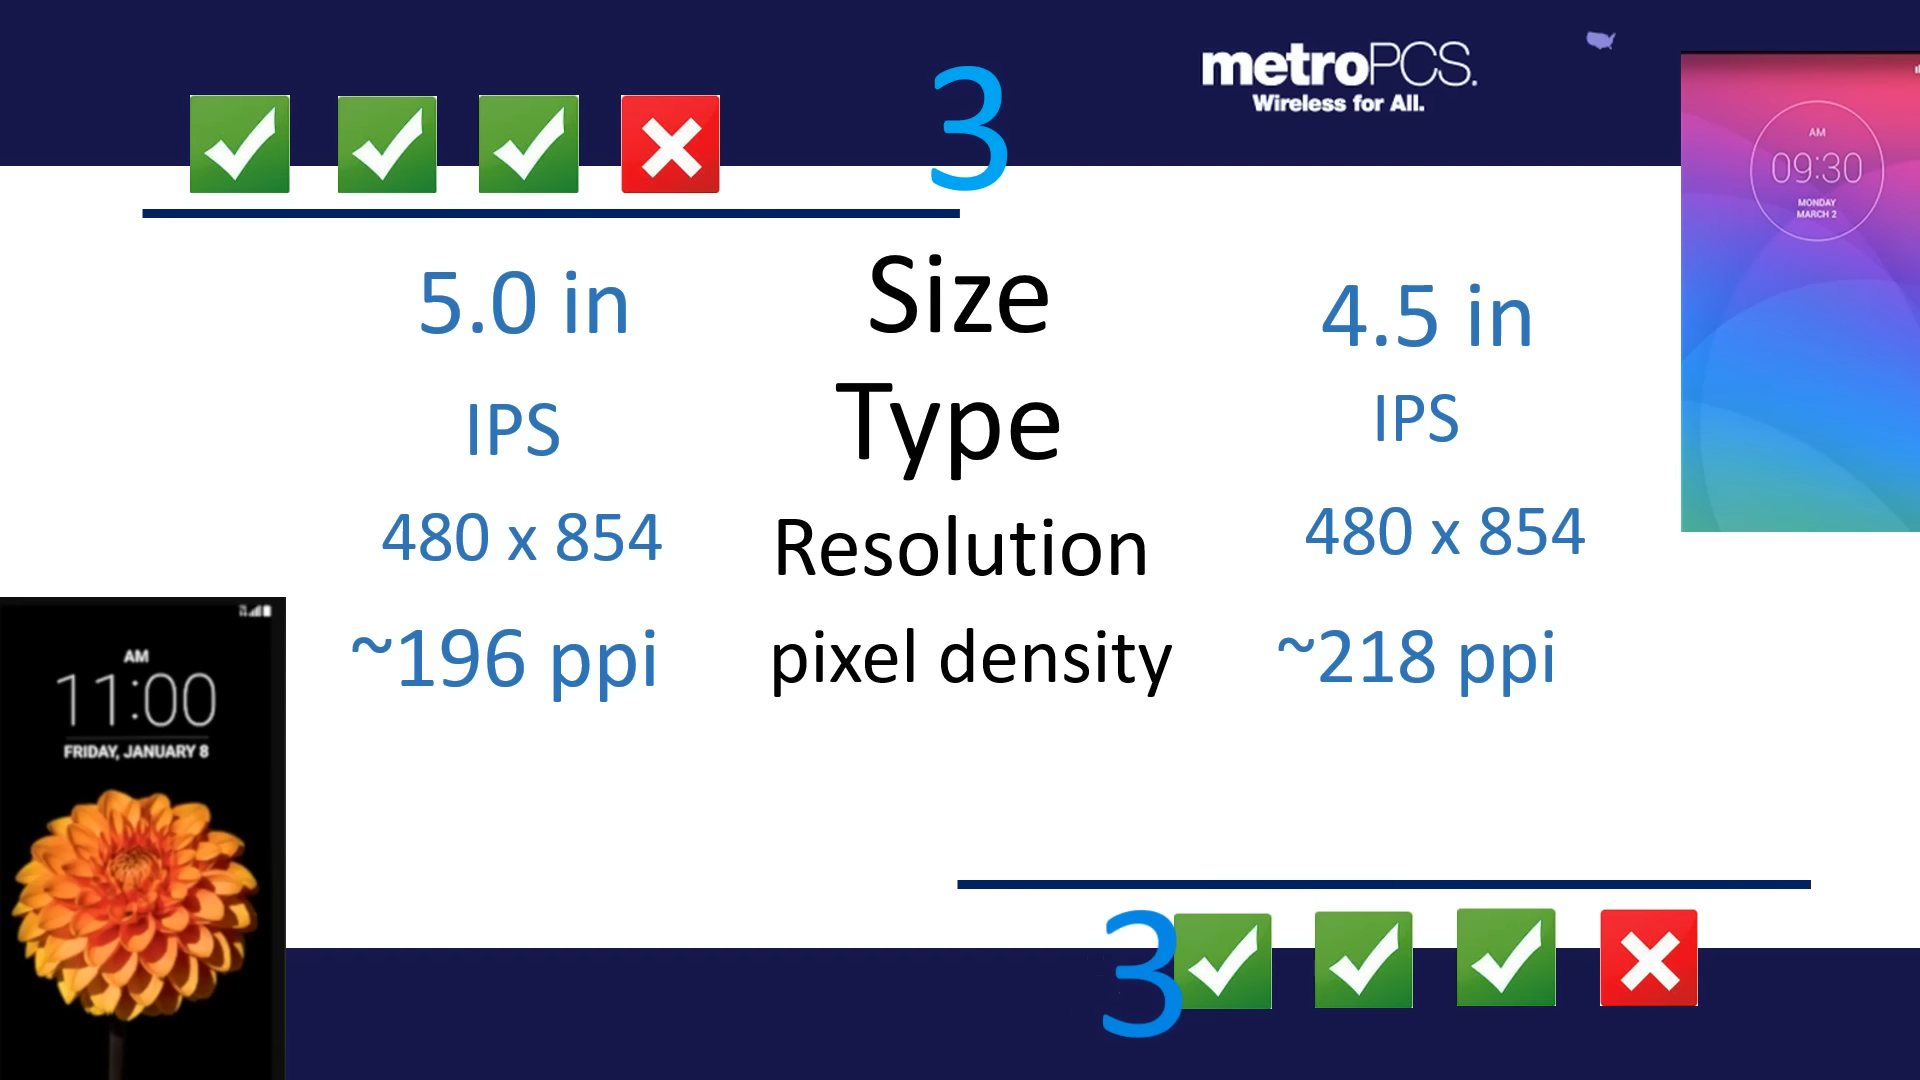 metroPCS.
Wireless for All.
3
AM
09:30
MONDAY
MARCH 2
5.0 in Size 4.5 in
IPS Type IPS
480 x 854 Resolution 480 x 854
~196 ppi pixel density ~218 ppi
AM
11:00
FRIDAY, JANUARY 8
3